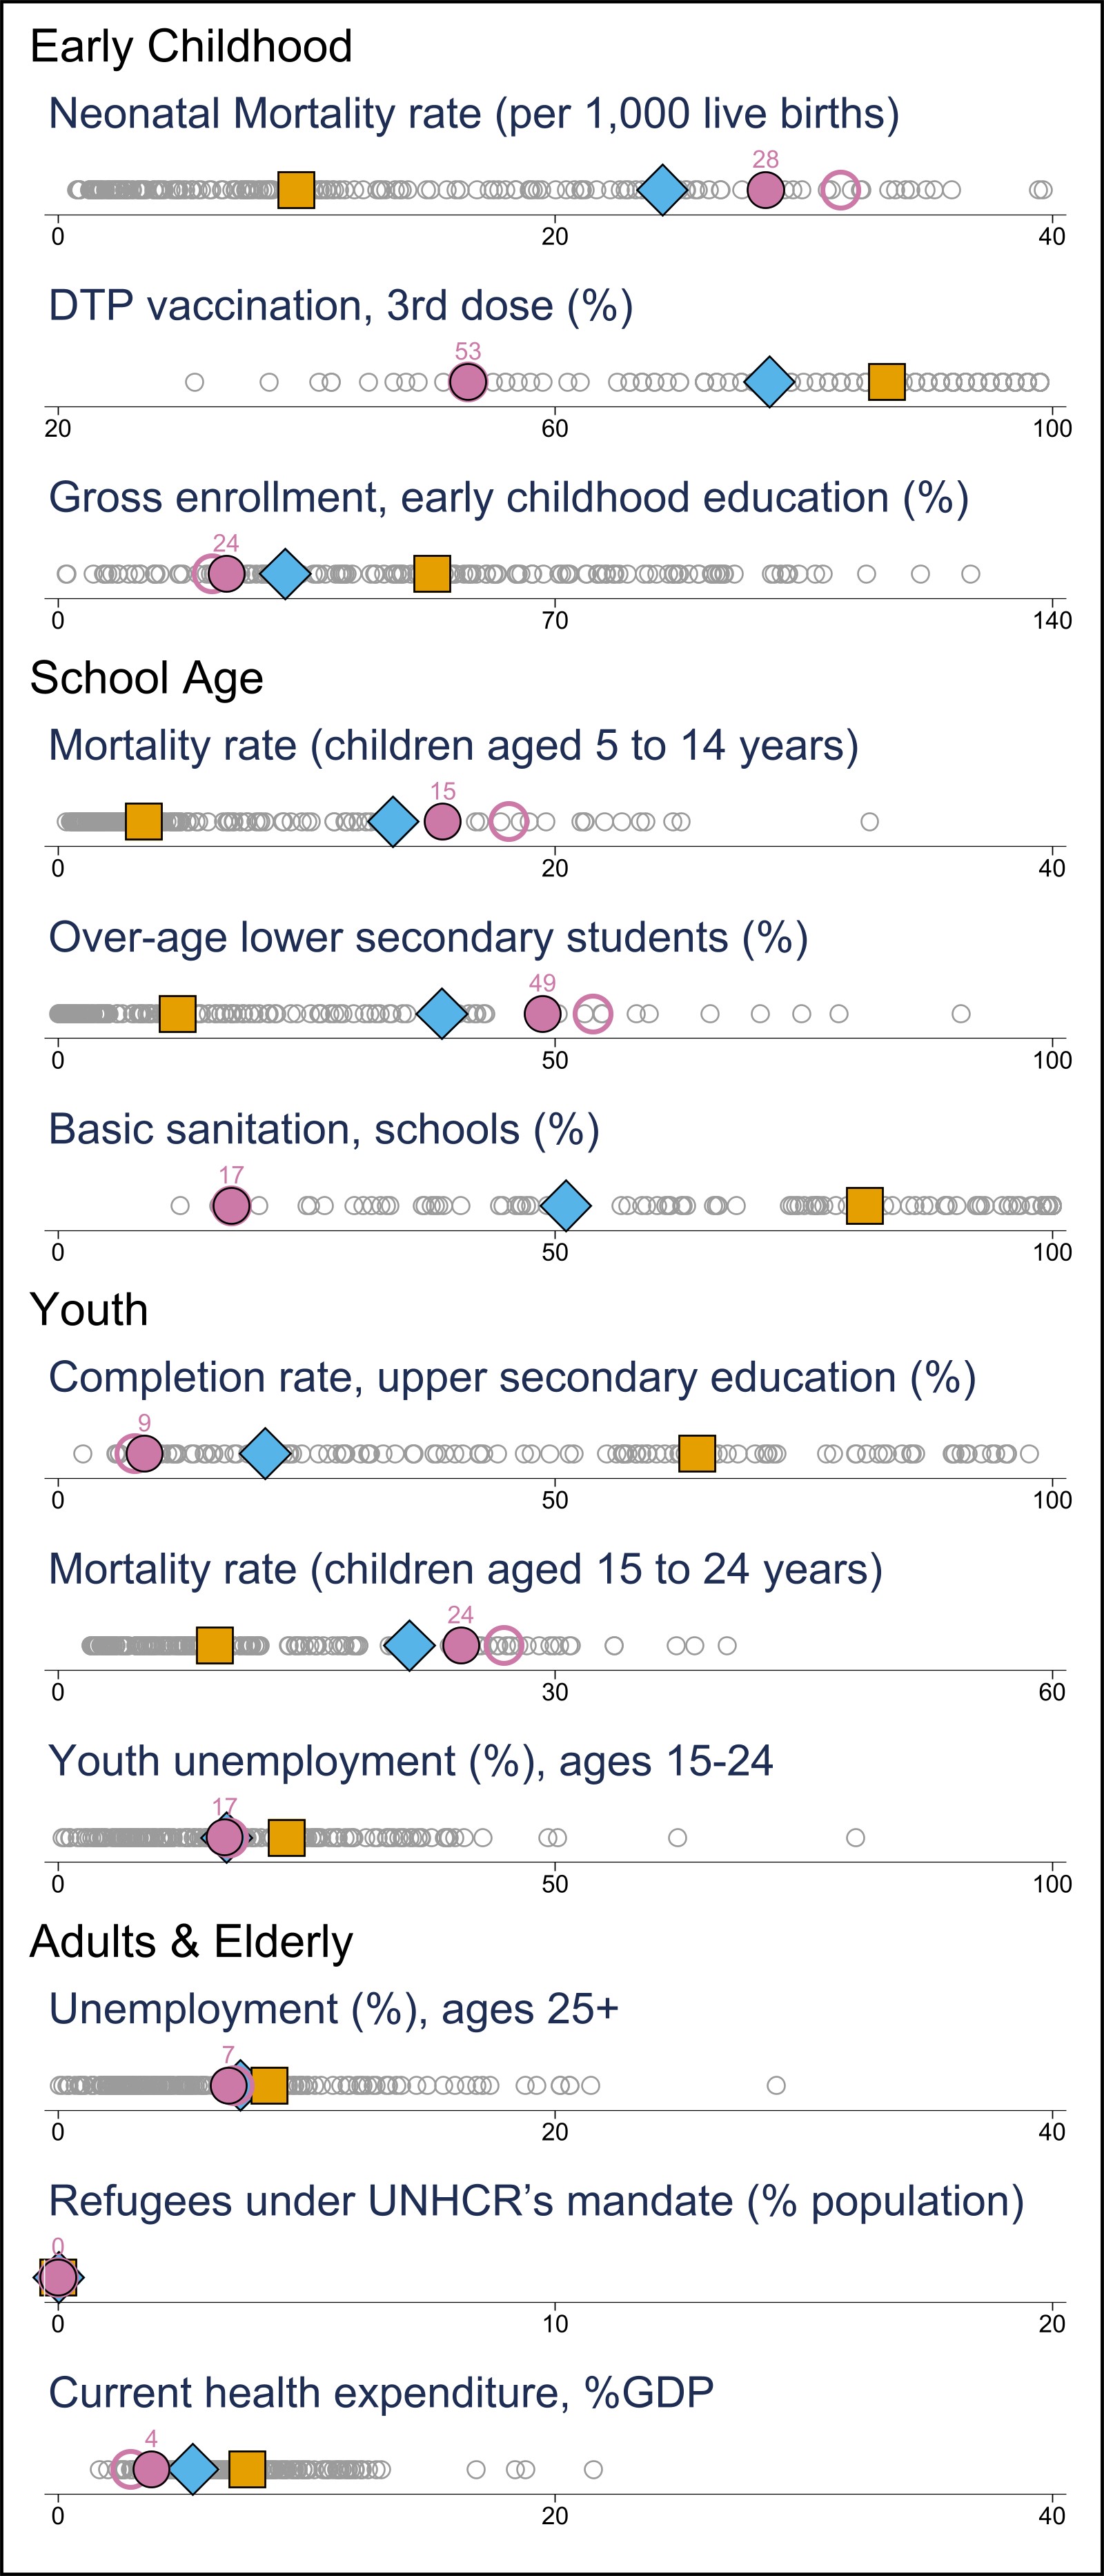 Early Childhood
Neonatal Mortality rate (per 1,000 live births)
28
0 20 40
DTP vaccination, 3rd dose (%)
53
20 60 100
Gross enrollment, early childhood education (%)
24
0 70 140
School Age
Mortality rate (children aged 5 to 14 years)
15
0 20 40
Over-age lower secondary students (%)
49
0 50 100
Basic sanitation, schools (%)
17
0 50 100
Youth
Completion rate, upper secondary education (%)
9
0 50 100
Mortality rate (children aged 15 to 24 years)
24
0 30 60
Youth unemployment (%), ages 15-24
17
0 50 100
Adults & Elderly
Unemployment (%), ages 25+
7
0 20 40
Refugees under UNHCR’s mandate (% population)
0
0 10 20
Current health expenditure, %GDP
4
0 20 40